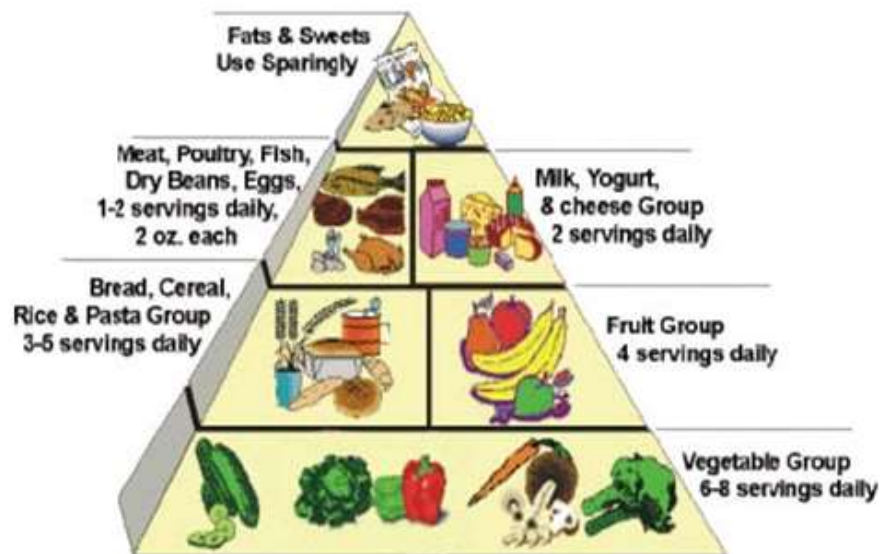 Fats & Sweets
Use Sparingly
Meat, Poultry, Fish,
Dry Beans, Eggs,
1-2 servings daily,
2 oz. each
Milk, Yogurt,
& cheese Group
2 servings daily
Bread, Cereal,
Rice & Pasta Group
3-5 servings daily
Fruit Group
4 servings daily
Vegetable Group
6-8 servings daily